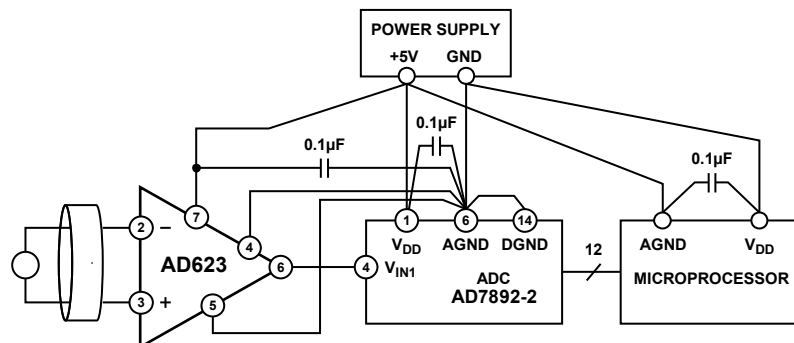 POWER SUPPLY
+5V GND
0.1µF
0.1µF
0.1µF
7
1
6
14
2
−
4
VDD
AGND
DGND
AGND
VDD
AD623
6
4
VIN1
ADC
AD7892-2
12
MICROPROCESSOR
3
+
5